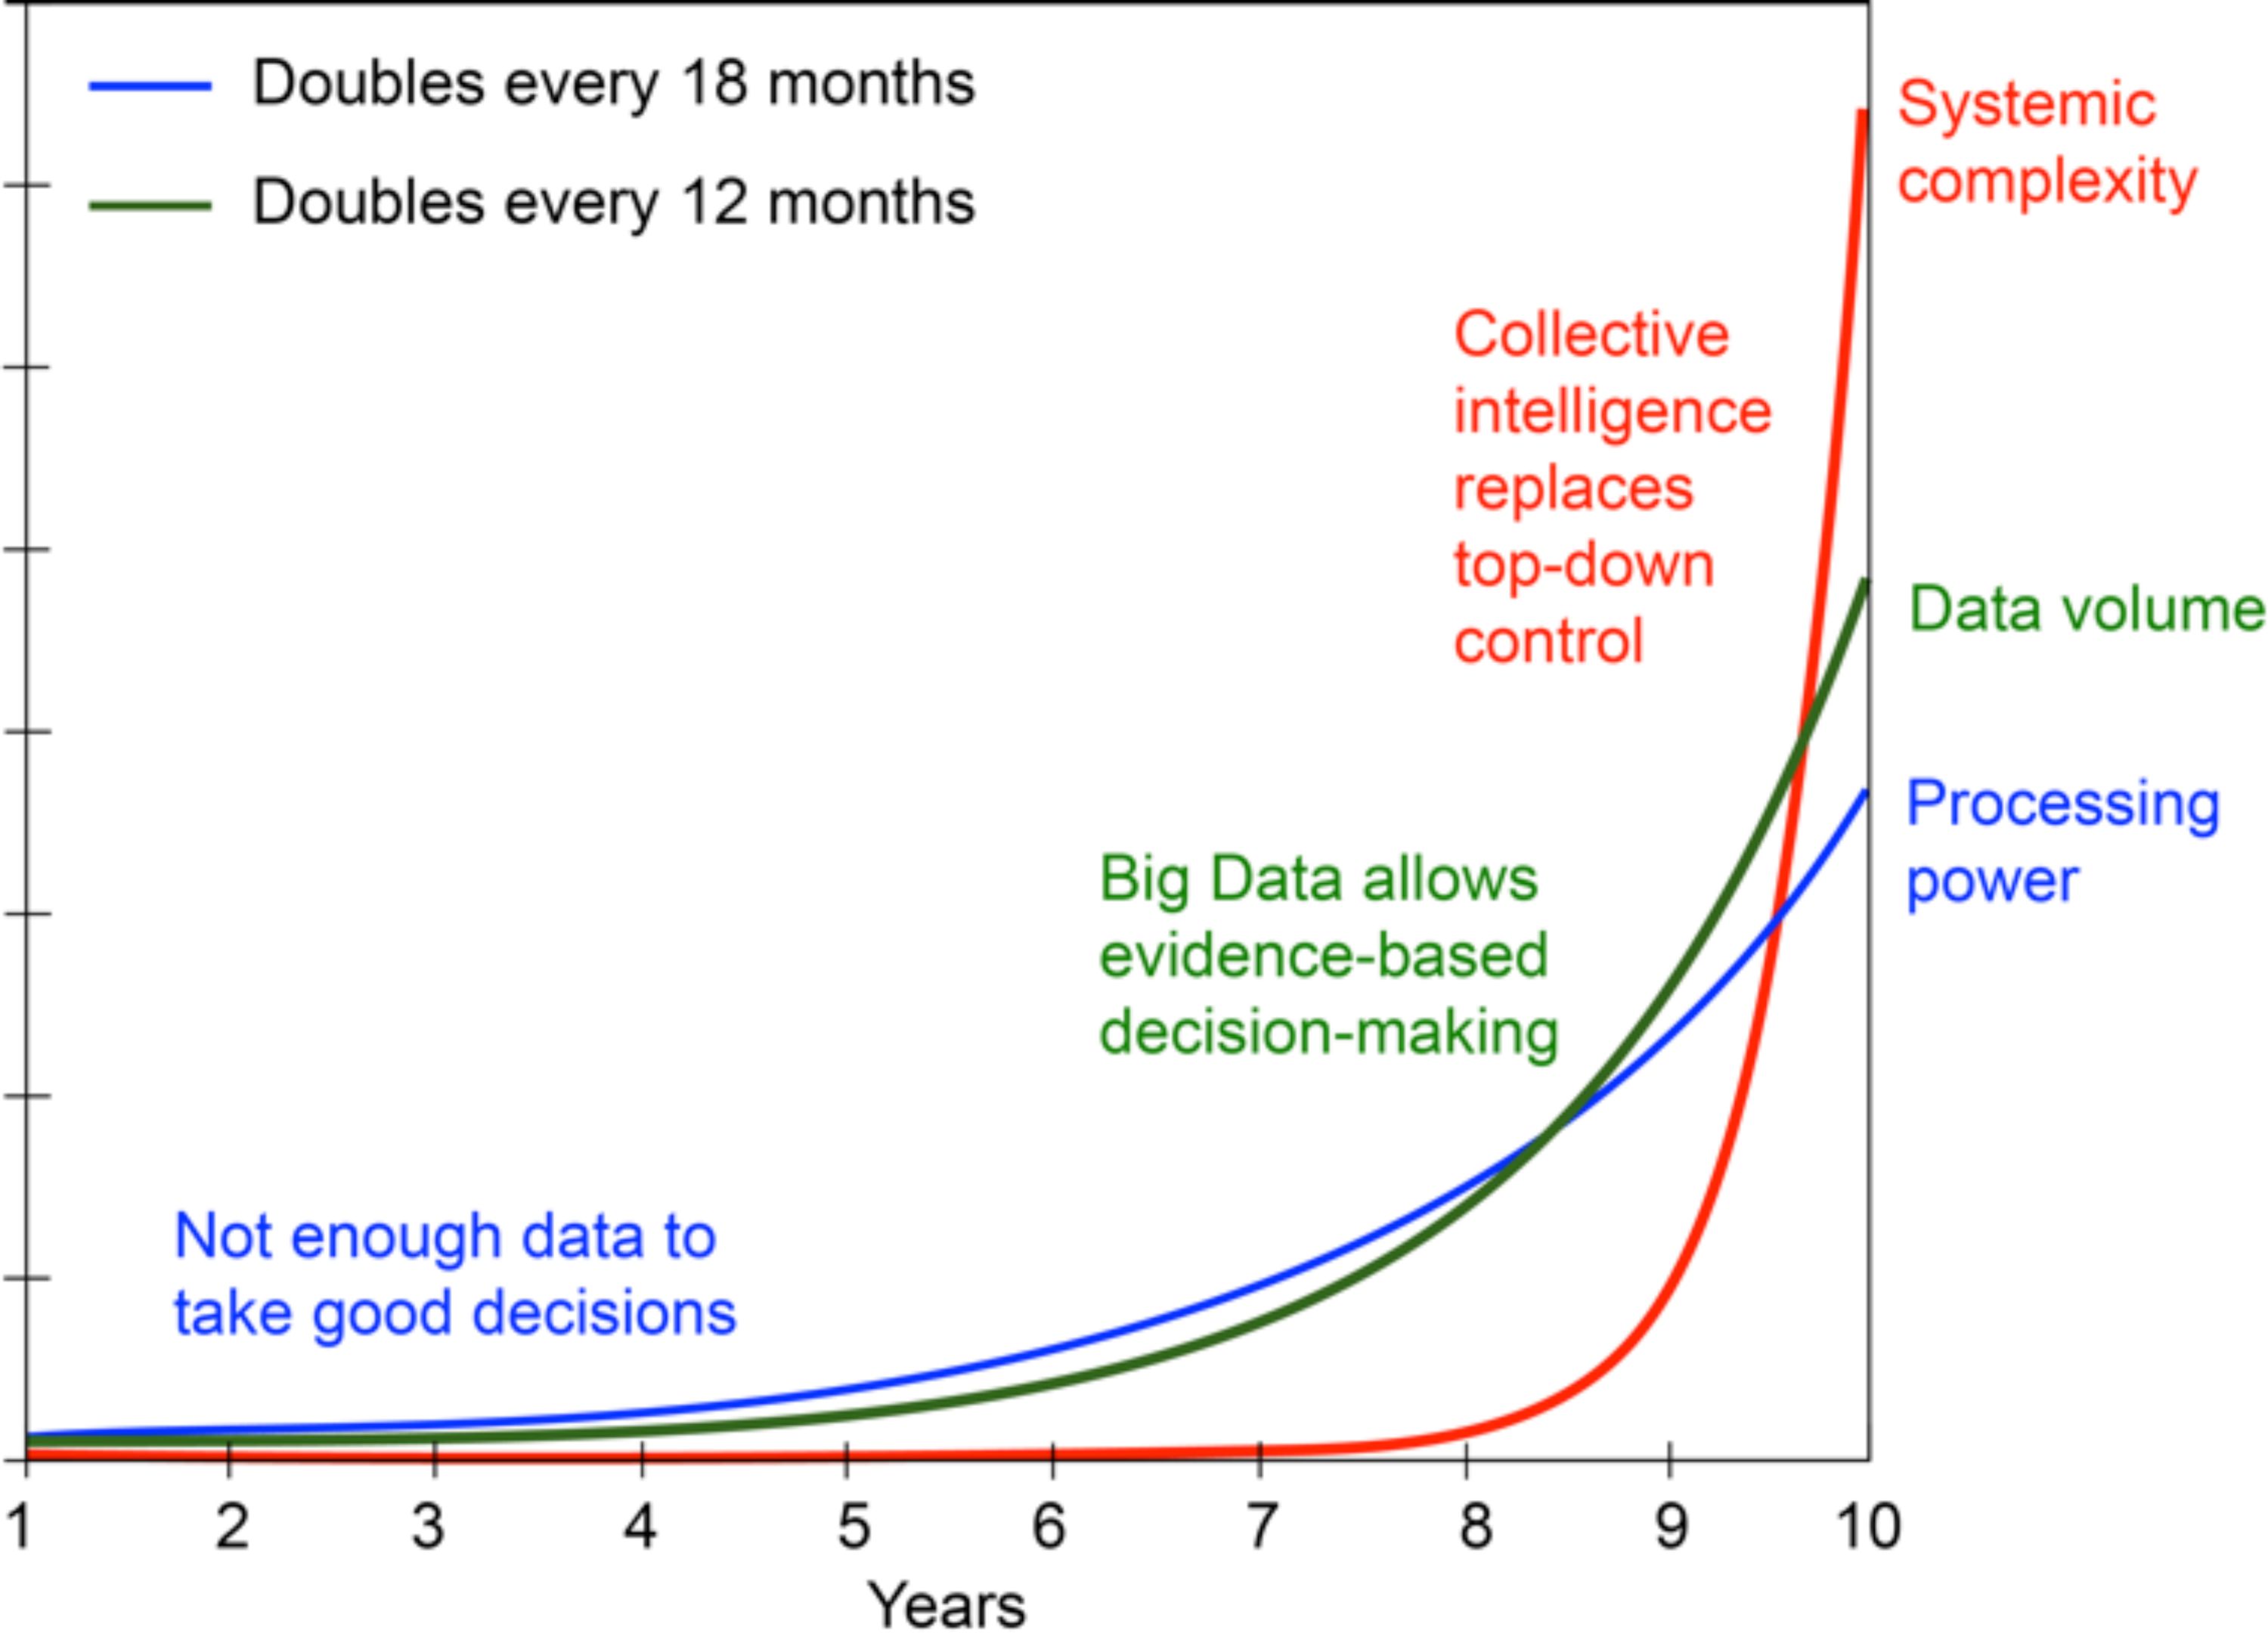 Doubles every 18 months
Doubles every 12 months
Systemic
complexity
Collective
intelligence
replaces
top-down
control
Data volume
Processing
power
Big Data allows
evidence-based
decision-making
Not enough data to
take good decisions
1 2 3 4 5 6 7 8 9 10
Years